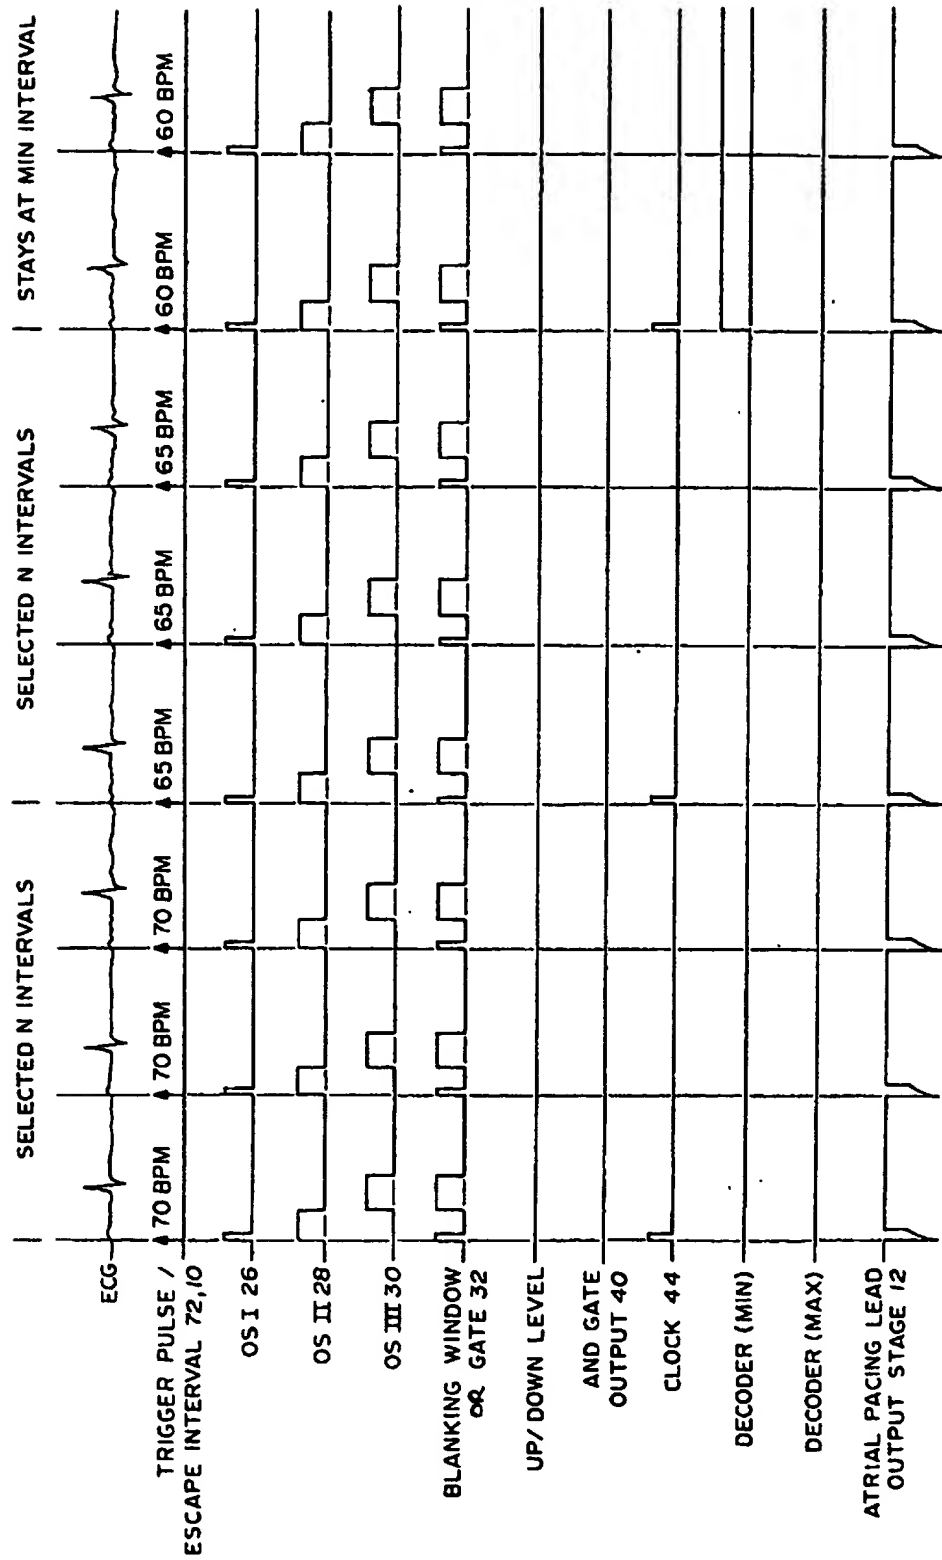 SELECTED N INTERVALS
SELECTED N INTERVALS
STAYS AT MIN INTERVAL
ECG
TRIGGER PULSE /
ESCAPE INTERVAL 72,10
70 BPM
70 BPM
70 BPM
65 BPM
65 BPM
65 BPM
60 BPM
60 BPM
OS I 26
OS II 28
OS III 30
BLANKING WINDOW
OR GATE 32
UP/DOWN LEVEL
AND GATE
OUTPUT 40
CLOCK 44
DECODER (MIN)
DECODER (MAX)
ATRIAL PACING LEAD
OUTPUT STAGE 12